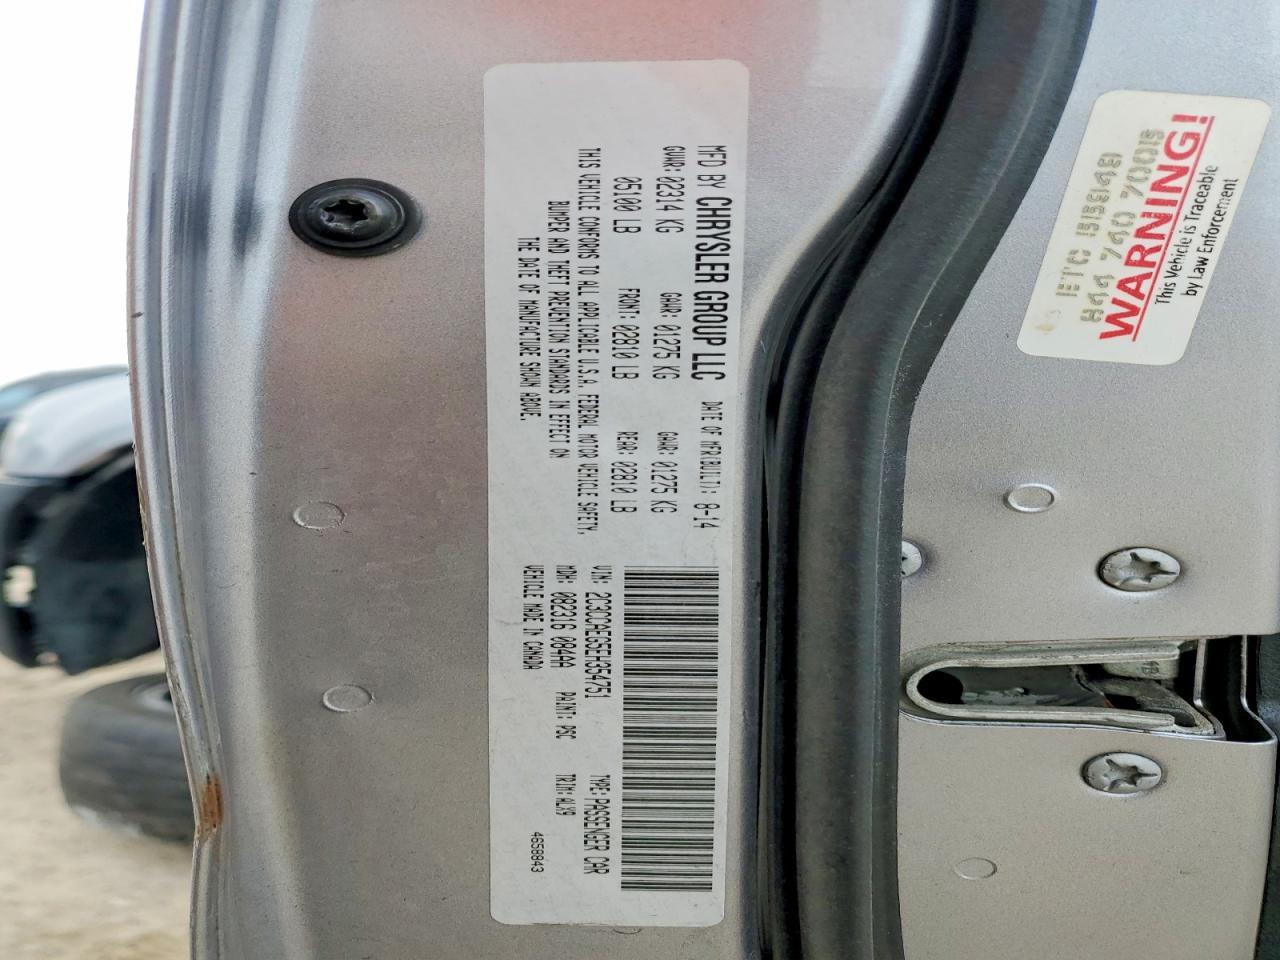 MFD BY CHRYSLER GROUP LLC DATE OF MFR(BUILT): 8-14
GVWR: 02314 KG GAWR: 01275 KG GAWR: 01275 KG
05100 LB FRONT: 02810 LB REAR: 02810 LB
THIS VEHICLE CONFORMS TO ALL APPLICABLE U.S.A. FEDERAL MOTOR VEHICLE SAFETY,
BUMPER AND THEFT PREVENTION STANDARDS IN EFFECT ON
THE DATE OF MANUFACTURE SHOWN ABOVE.
VIN: 2C3CCAEG5EH354751 TYPE: PASSENGER CAR
MDH: 082316 084AA PAINT: PSC TRIM: ALX9
VEHICLE MADE IN CANADA 4658843
WARNING!
This Vehicle is Traceable
by Law Enforcement